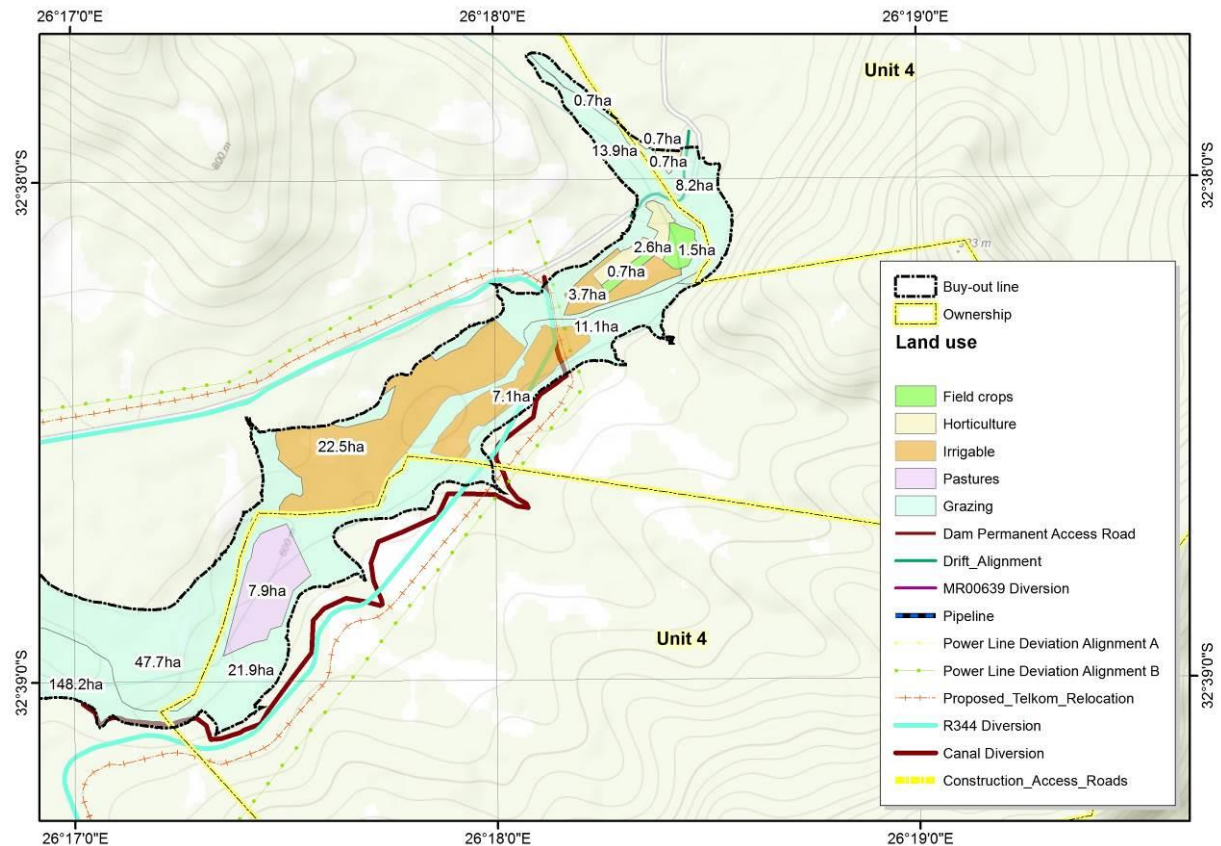 26°17'0"E
26°18'0"E
26°19'0"E
Unit 4
0.7ha
0.7ha
13.9ha
0.7ha
800 m
32°38'0"S
32°38'0"S
8.2ha
2.6ha
1.5ha
0.7ha
3.7ha
11.1ha
7.1ha
22.5ha
600 m
7.9ha
47.7ha
21.9ha
148.2ha
Unit 4
32°39'0"S
32°39'0"S
Buy-out line
Ownership
Land use
Field crops
Horticulture
Irrigable
Pastures
Grazing
Dam Permanent Access Road
Drift_Alignment
MR00639 Diversion
Pipeline
Power Line Deviation Alignment A
Power Line Deviation Alignment B
Proposed_Telkom_Relocation
R344 Diversion
Canal Diversion
Construction_Access_Roads
26°17'0"E
26°18'0"E
26°19'0"E